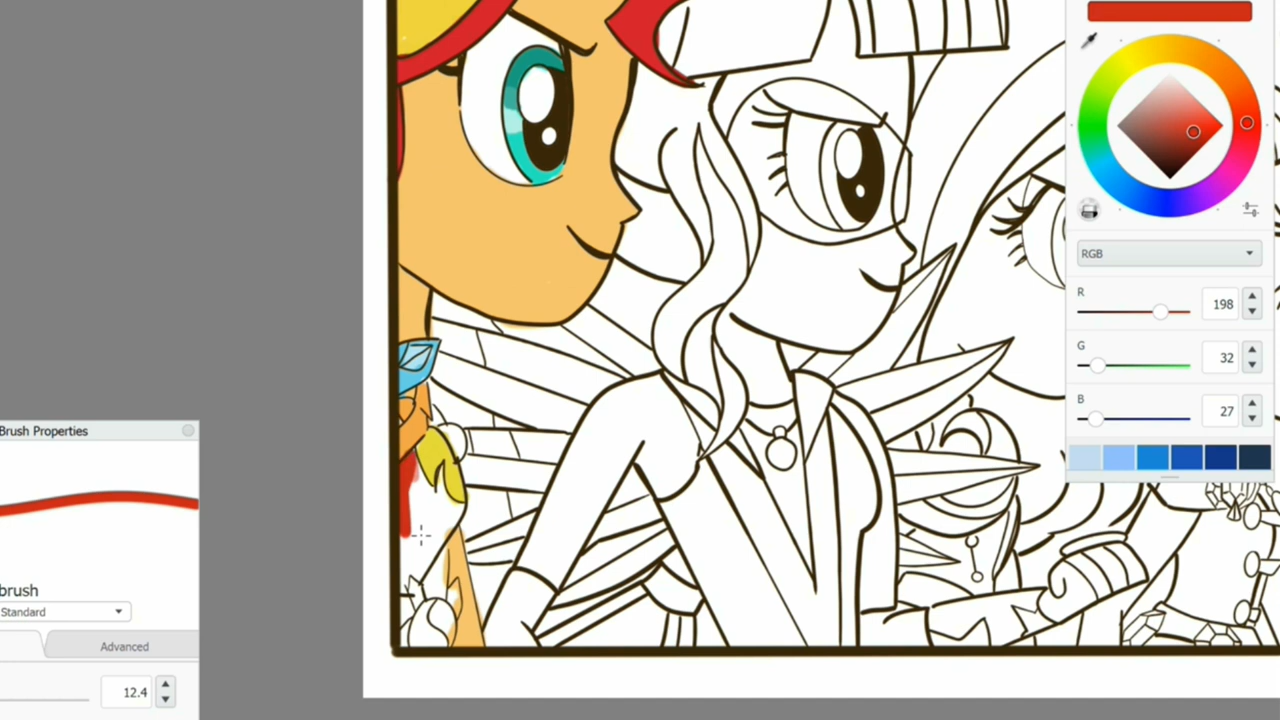 RGB
R 198
G 32
B 27
Brush Properties
brush
Standard
Advanced
12.4